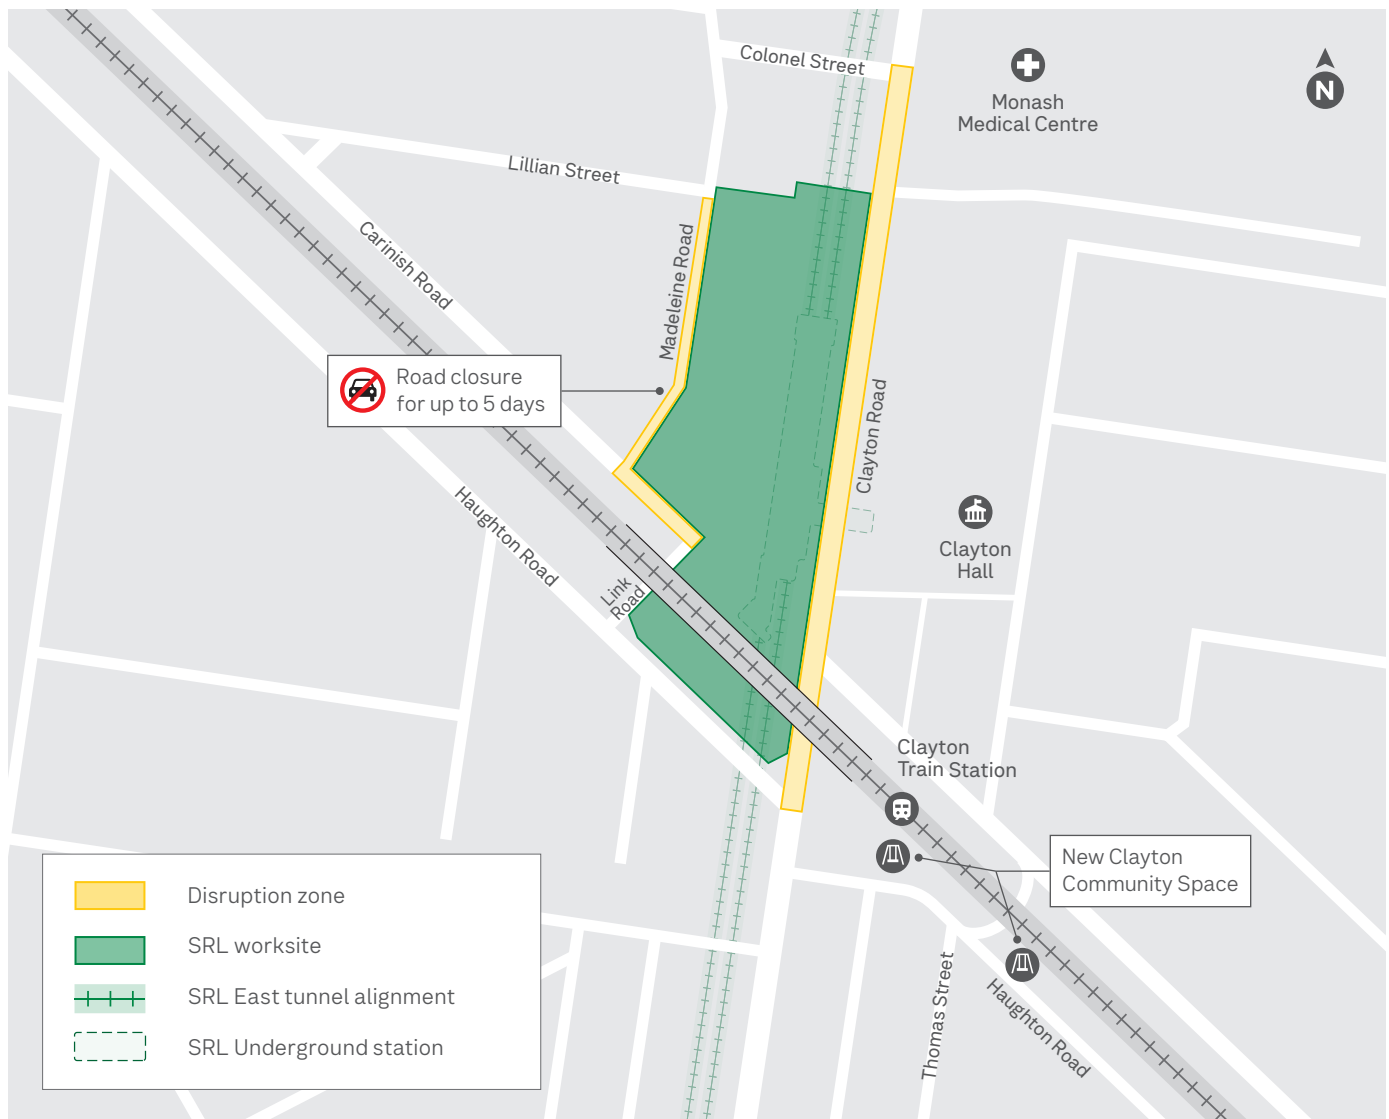 Colonel Street
Monash
Medical Centre
N
Lillian Street
Carinish Road
Madeleine Road
Road closure
for up to 5 days
Clayton Road
Haughton Road
Clayton
Hall
Link
Road
Clayton
Train Station
New Clayton
Community Space
Thomas Street
Haughton Road
Disruption zone
SRL worksite
SRL East tunnel alignment
SRL Underground station